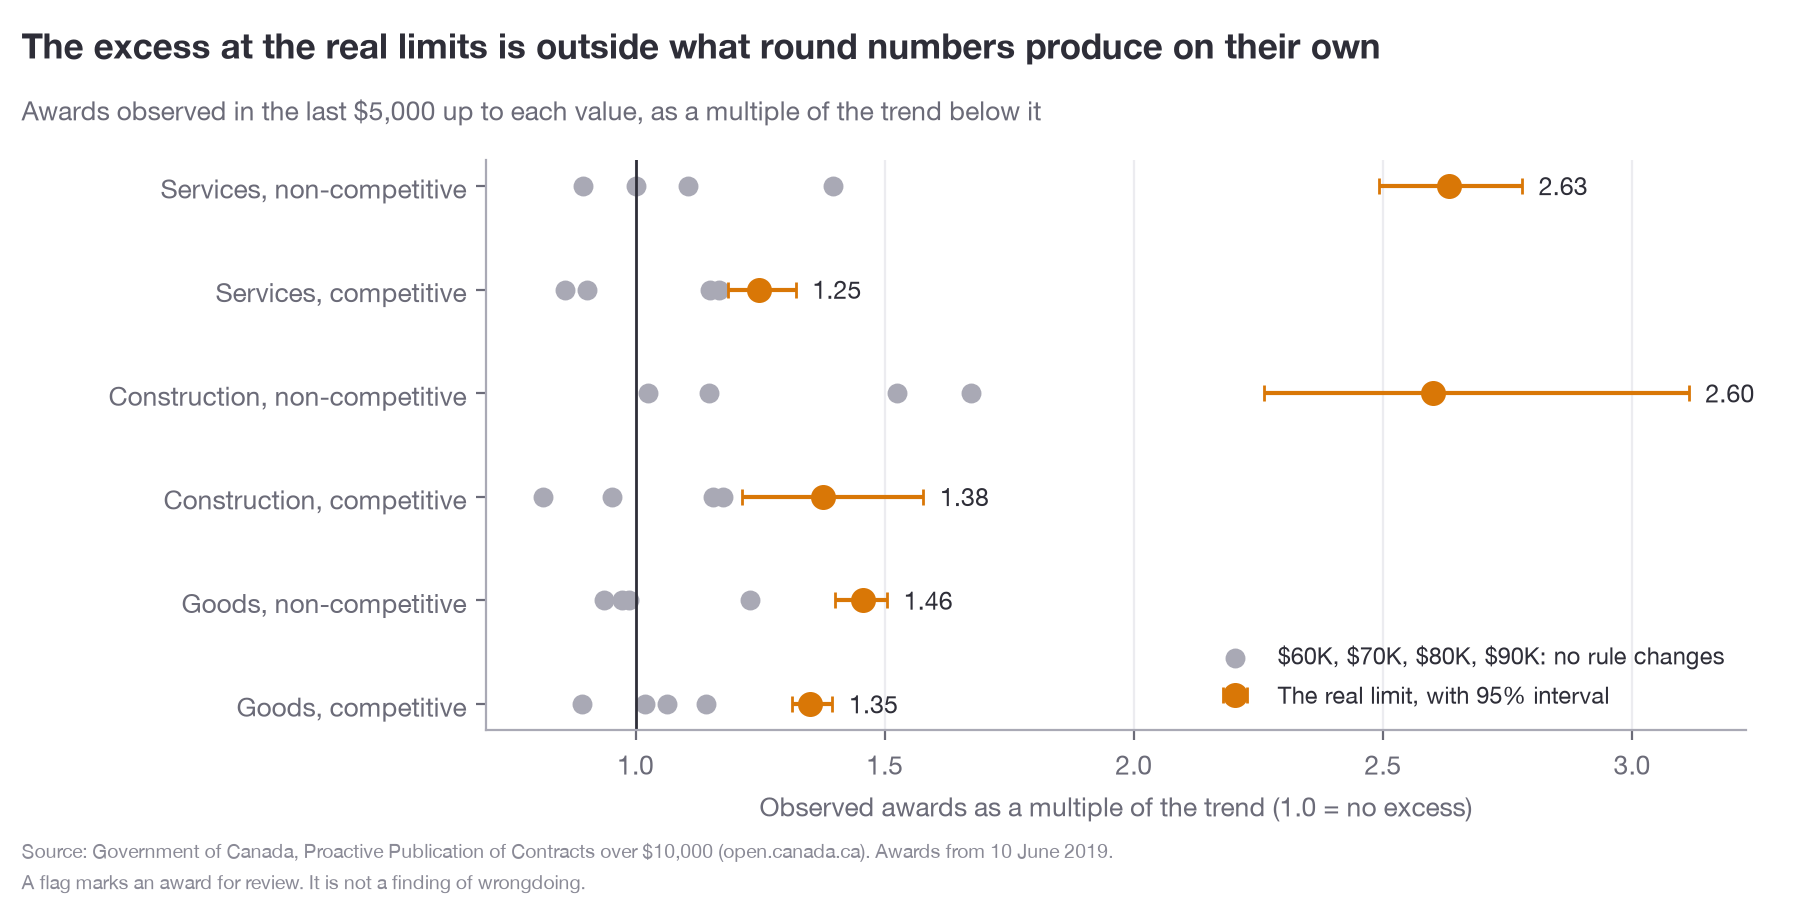 The excess at the real limits is outside what round numbers produce on their own
Awards observed in the last $5,000 up to each value, as a multiple of the trend below it
Services, non-competitive
2.63
Services, competitive
1.25
Construction, non-competitive
2.60
Construction, competitive
1.38
Goods, non-competitive
1.46
Goods, competitive
1.35
$60K, $70K, $80K, $90K: no rule changes
The real limit, with 95% interval
1.0 1.5 2.0 2.5 3.0
Observed awards as a multiple of the trend (1.0 = no excess)
Source: Government of Canada, Proactive Publication of Contracts over $10,000 (open.canada.ca). Awards from 10 June 2019.
A flag marks an award for review. It is not a finding of wrongdoing.